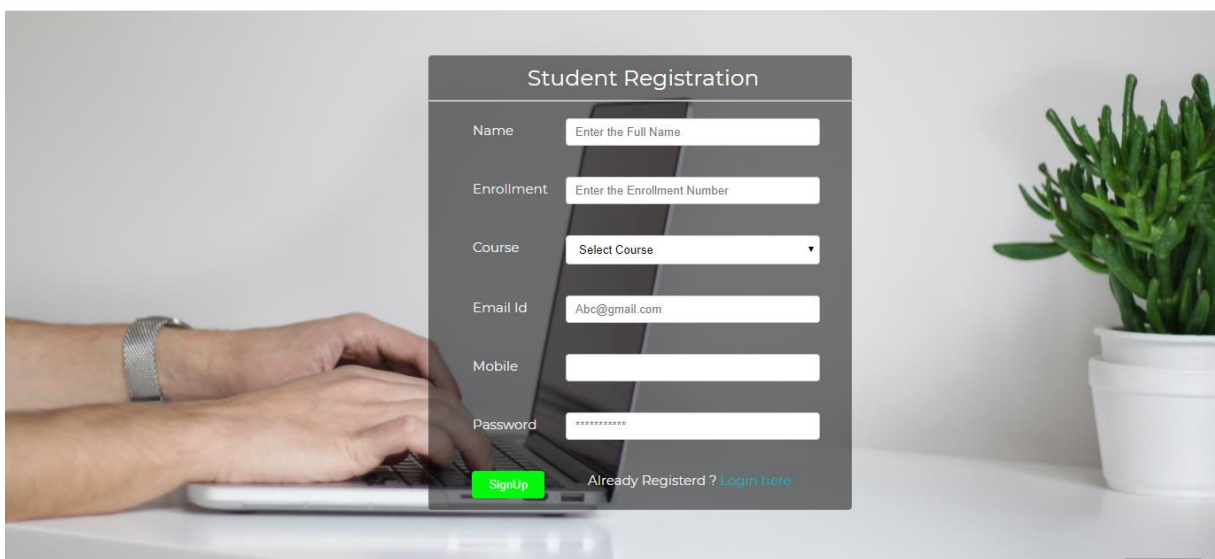 Student Registration
Name Enter the Full Name
Enrollment Enter the Enrollment Number
Course Select Course
Email Id Abc@gmail.com
Mobile
Password ***********
SignUp Already Registerd ? Login here